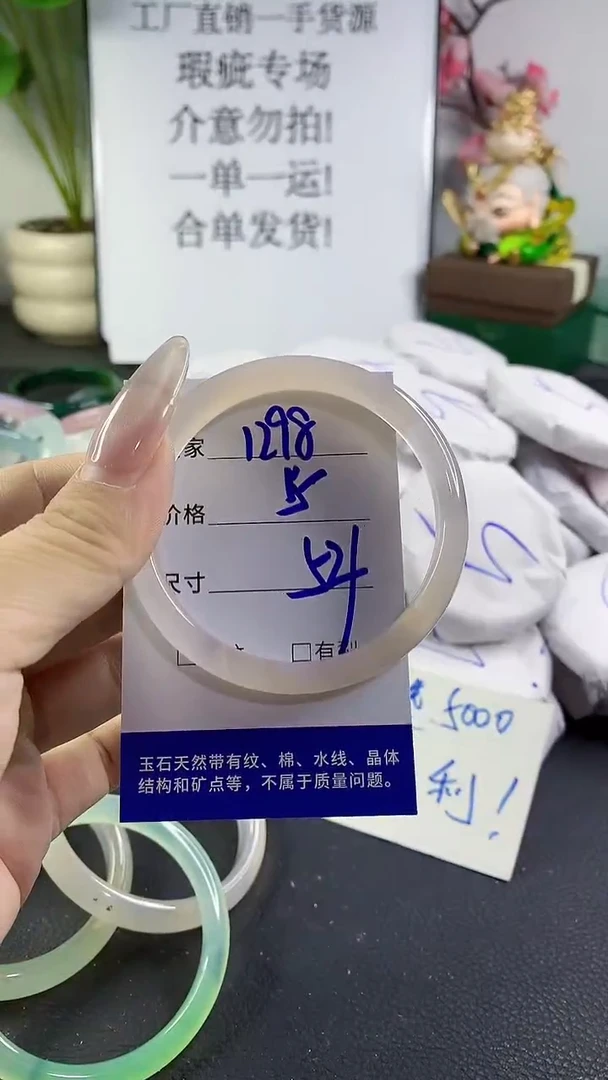 工厂直销一手货源
瑕疵专场
介意勿拍!
一单一运!
合单发货!
家 1298
价格 5
尺寸 54
□有利
玉石天然带有纹、棉、水线、晶体
结构和矿点等，不属于质量问题。
5000
利!